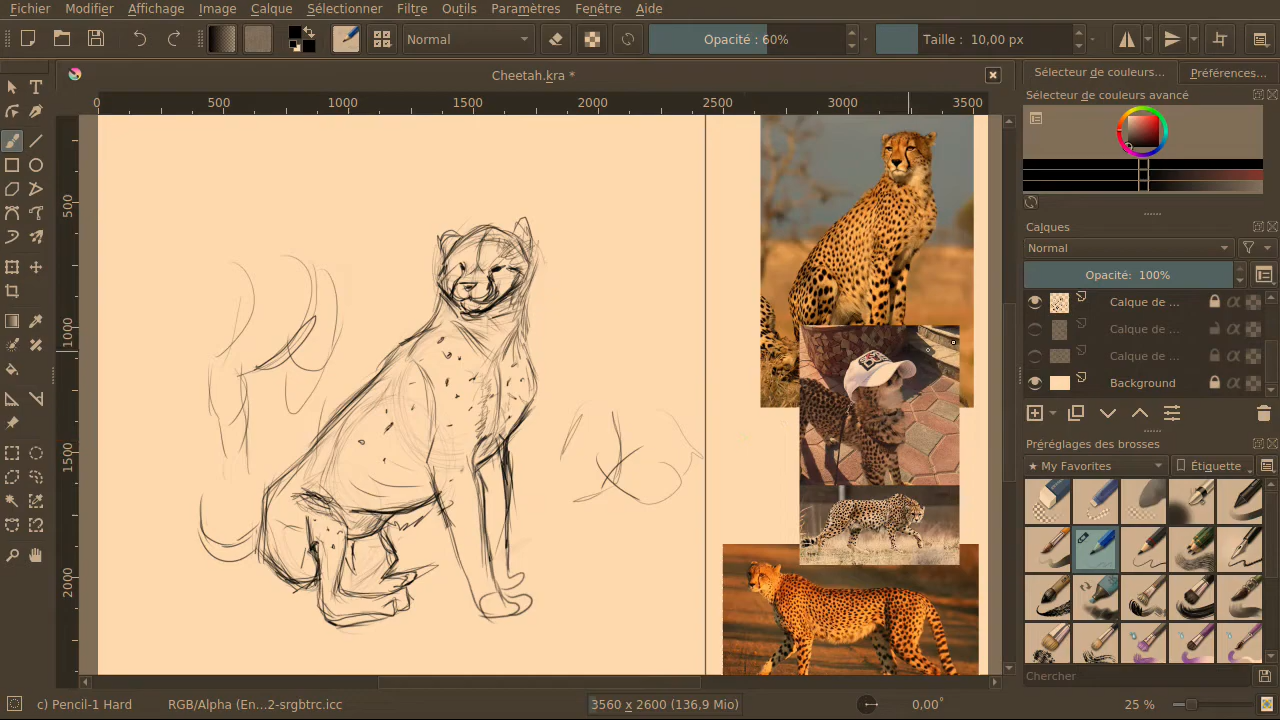 Fichier Modifier Affichage Image Calque Sélectionner Filtre Outils Paramètres Fenêtre Aide
Normal Opacité : 60% Taille : 10,00 px
Cheetah.kra *
Sélecteur de couleurs... Préférences...
0 500 1000 1500 2000 2500 3000 3500
Sélecteur de couleurs avancé
500
1000
1500
2000
Calques
Normal
Opacité: 100%
Calque de ...
Calque de ...
Calque de ...
Background
Préréglages des brosses
★ My Favorites Étiquette
Chercher
c) Pencil-1 Hard RGB/Alpha (En...2-srgbtrc.icc 3560 x 2600 (136,9 Mio) 0,00° 25 %